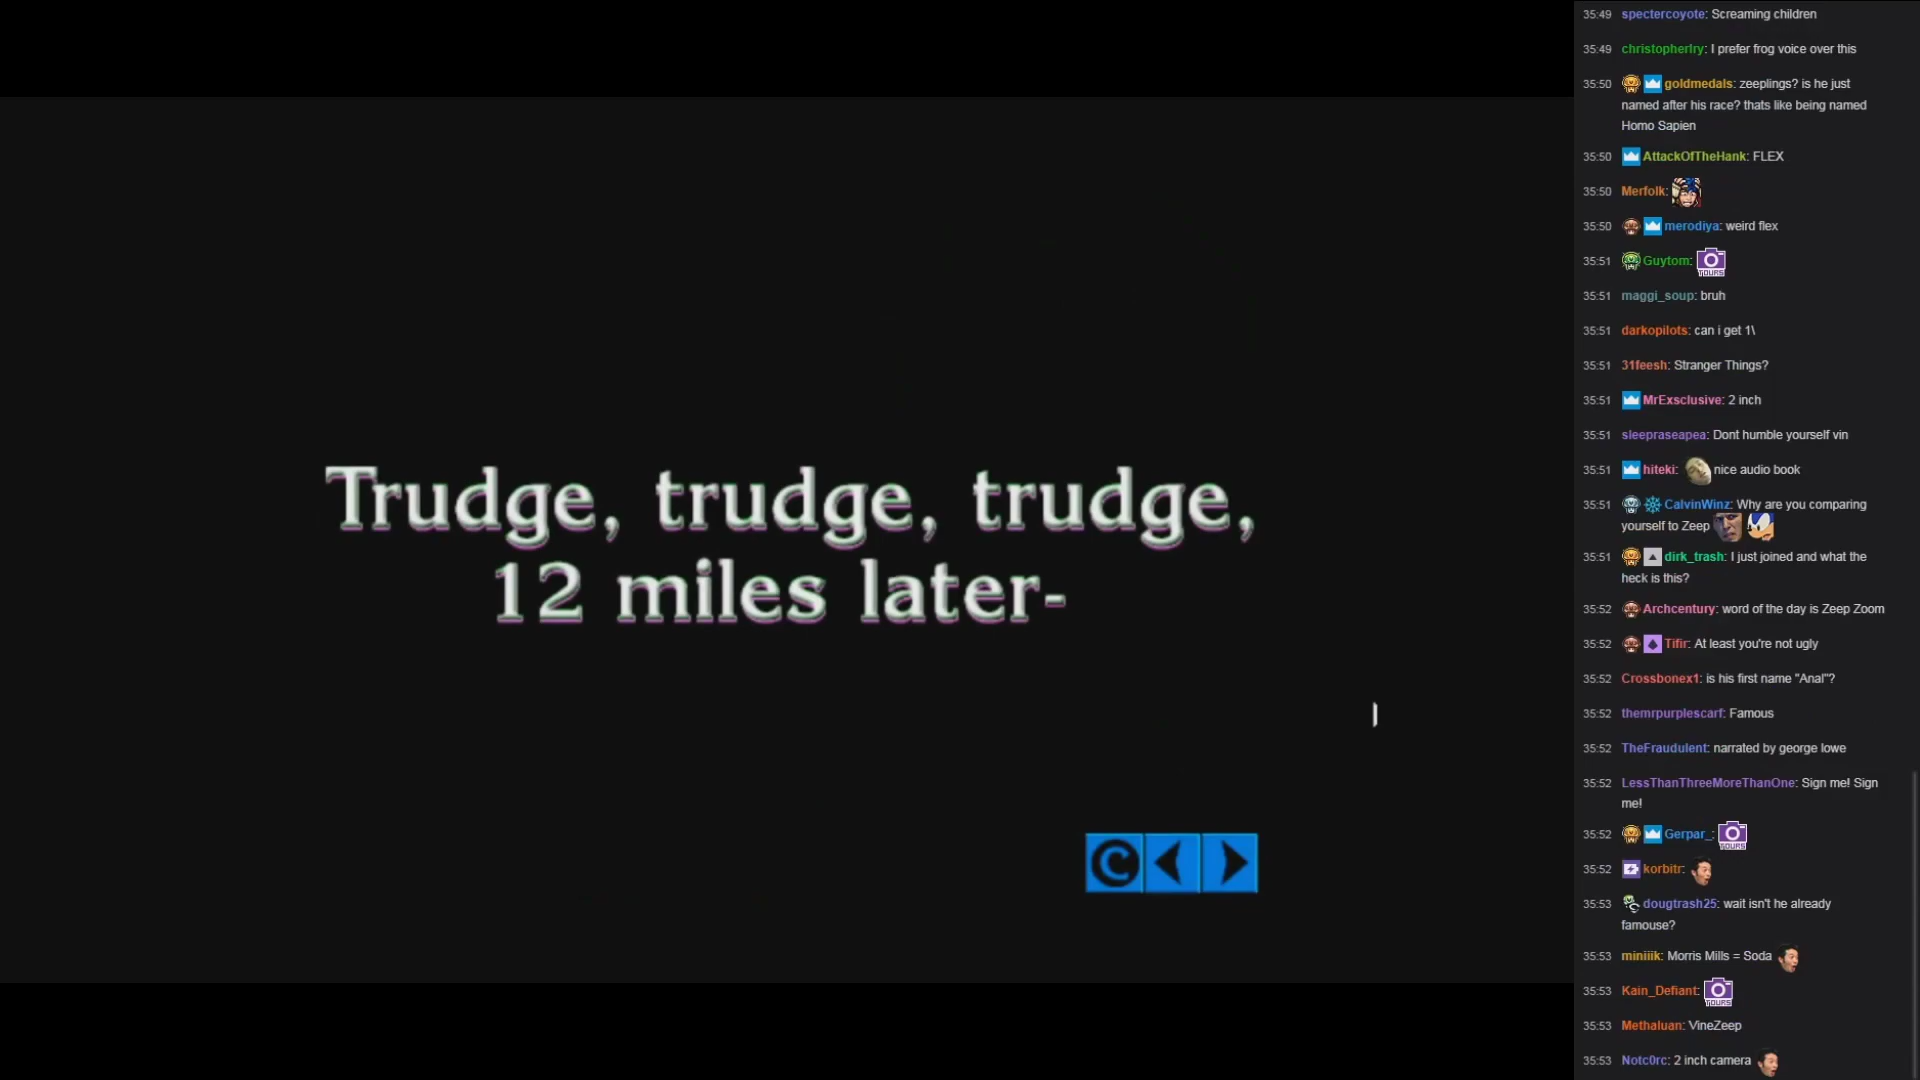 Trudge, trudge, trudge,
12 miles later-
©
35:49 spectercoyote: Screaming children
35:49 christopherlry: I prefer frog voice over this
35:50 goldmedals: zeeplings? is he just
named after his race? thats like being named
Homo Sapien
35:50 AttackOfTheHank: FLEX
35:50 Merfolk:
35:50 merodiya: weird flex
35:51 Guytom: TOURS
35:51 maggi_soup: bruh
35:51 darkopilots: can i get 1\
35:51 31feesh: Stranger Things?
35:51 MrExsclusive: 2 inch
35:51 sleepraseapea: Dont humble yourself vin
35:51 hiteki: nice audio book
35:51 CalvinWinz: Why are you comparing
yourself to Zeep
35:51 dirk_trash: I just joined and what the
heck is this?
35:52 Archcentury: word of the day is Zeep Zoom
35:52 Tifir: At least you're not ugly
35:52 Crossbonex1: is his first name "Anal"?
35:52 themrpurplescarf: Famous
35:52 TheFraudulent: narrated by george lowe
35:52 LessThanThreeMoreThanOne: Sign me! Sign
me!
35:52 Gerpar_: TOURS
35:52 korbitr:
35:53 dougtrash25: wait isn't he already
famouse?
35:53 miniiik: Morris Mills = Soda
35:53 Kain_Defiant: TOURS
35:53 Methaluan: VineZeep
35:53 Notc0rc: 2 inch camera